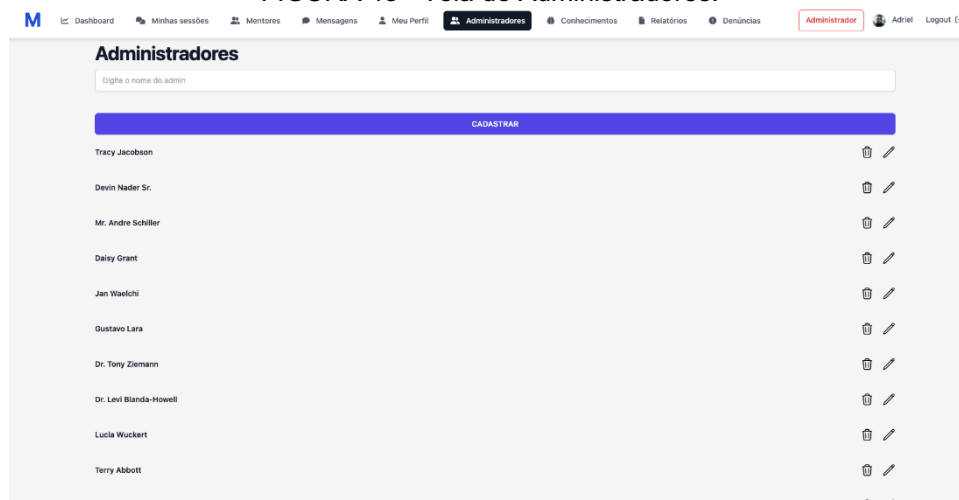 M Dashboard Minhas sessões Mentores Mensagens Meu Perfil Administradores Conhecimentos Relatórios Denúncias Administrador Adriel Logout
Administradores
Digite o nome do admin
CADASTRAR
Tracy Jacobson
Devin Nader Sr.
Mr. Andre Schiller
Daisy Grant
Jan Waelchi
Gustavo Lara
Dr. Tony Ziemann
Dr. Levi Blanda-Howell
Lucia Wuckert
Terry Abbott